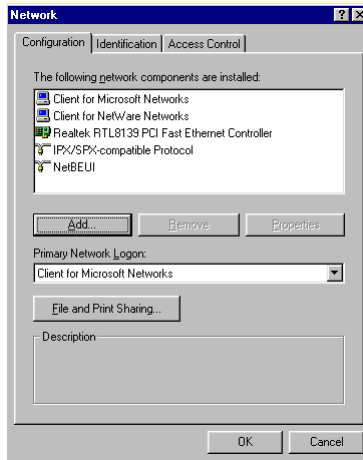 Network
Configuration Identification Access Control
The following network components are installed:
Client for Microsoft Networks
Client for NetWare Networks
Realtek RTL8139 PCI Fast Ethernet Controller
IPX/SPX-compatible Protocol
NetBEUI
Add... Remove Properties
Primary Network Logon:
Client for Microsoft Networks
File and Print Sharing...
Description
OK Cancel